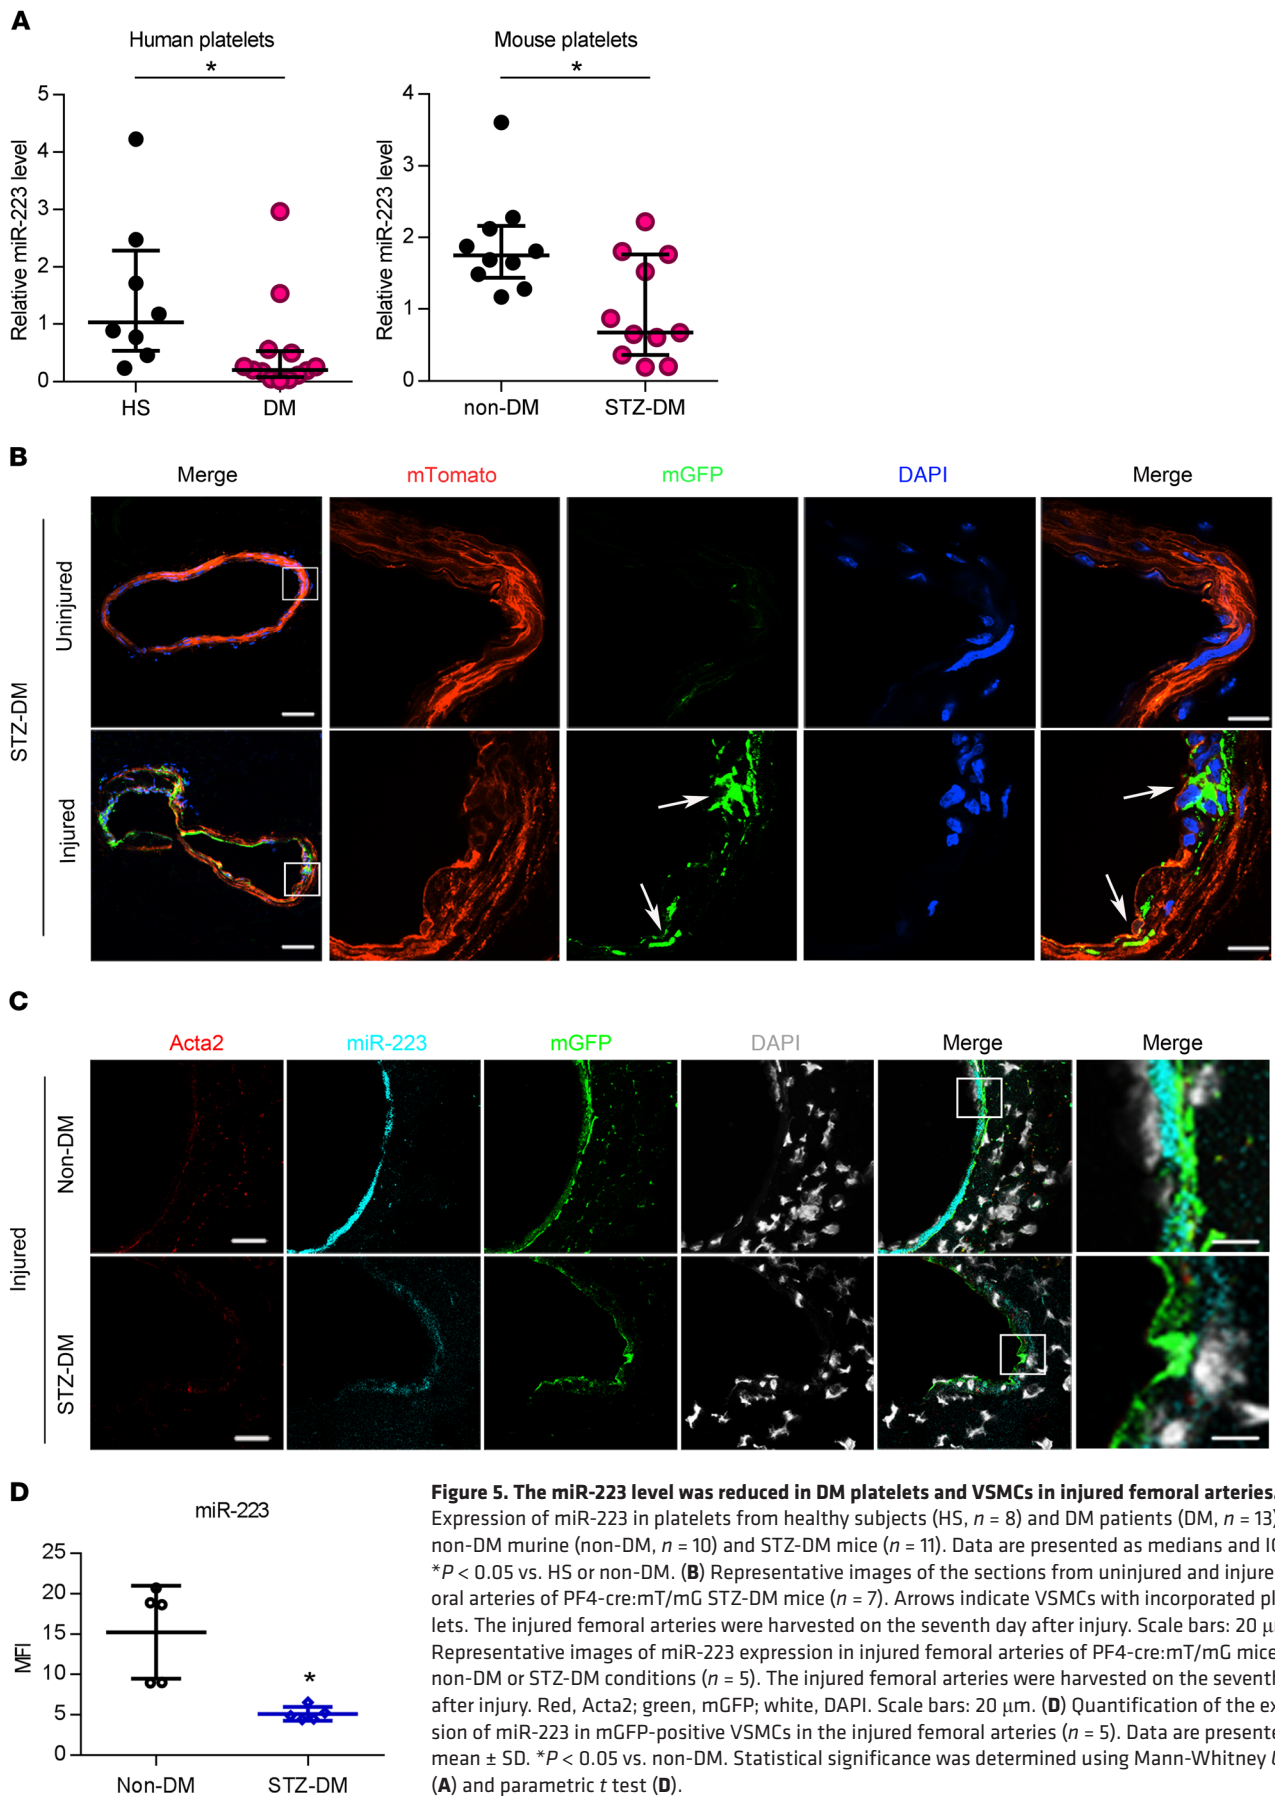 A
Human platelets
*
Relative miR-223 level
5
4
3
2
1
0
HS
DM
Mouse platelets
*
Relative miR-223 level
4
3
2
1
0
non-DM
STZ-DM
B
Merge
mTomato
mGFP
DAPI
Merge
STZ-DM
Uninjured
Injured
C
Acta2
miR-223
mGFP
DAPI
Merge
Merge
Injured
Non-DM
STZ-DM
D
miR-223
MFI
25
20
15
10
5
0
*
Non-DM
STZ-DM
Figure 5. The miR-223 level was reduced in DM platelets and VSMCs in injured femoral arteries.
Expression of miR-223 in platelets from healthy subjects (HS, n = 8) and DM patients (DM, n = 13)
non-DM murine (non-DM, n = 10) and STZ-DM mice (n = 11). Data are presented as medians and
*P < 0.05 vs. HS or non-DM. (B) Representative images of the sections from uninjured and injure
oral arteries of PF4-cre:mT/mG STZ-DM mice (n = 7). Arrows indicate VSMCs with incorporated pl
lets. The injured femoral arteries were harvested on the seventh day after injury. Scale bars: 20 μ
Representative images of miR-223 expression in injured femoral arteries of PF4-cre:mT/mG mice
non-DM or STZ-DM conditions (n = 5). The injured femoral arteries were harvested on the seventh
after injury. Red, Acta2; green, mGFP; white, DAPI. Scale bars: 20 μm. (D) Quantification of the ex
sion of miR-223 in mGFP-positive VSMCs in the injured femoral arteries (n = 5). Data are presente
mean ± SD. *P < 0.05 vs. non-DM. Statistical significance was determined using Mann-Whitney
(A) and parametric t test (D).